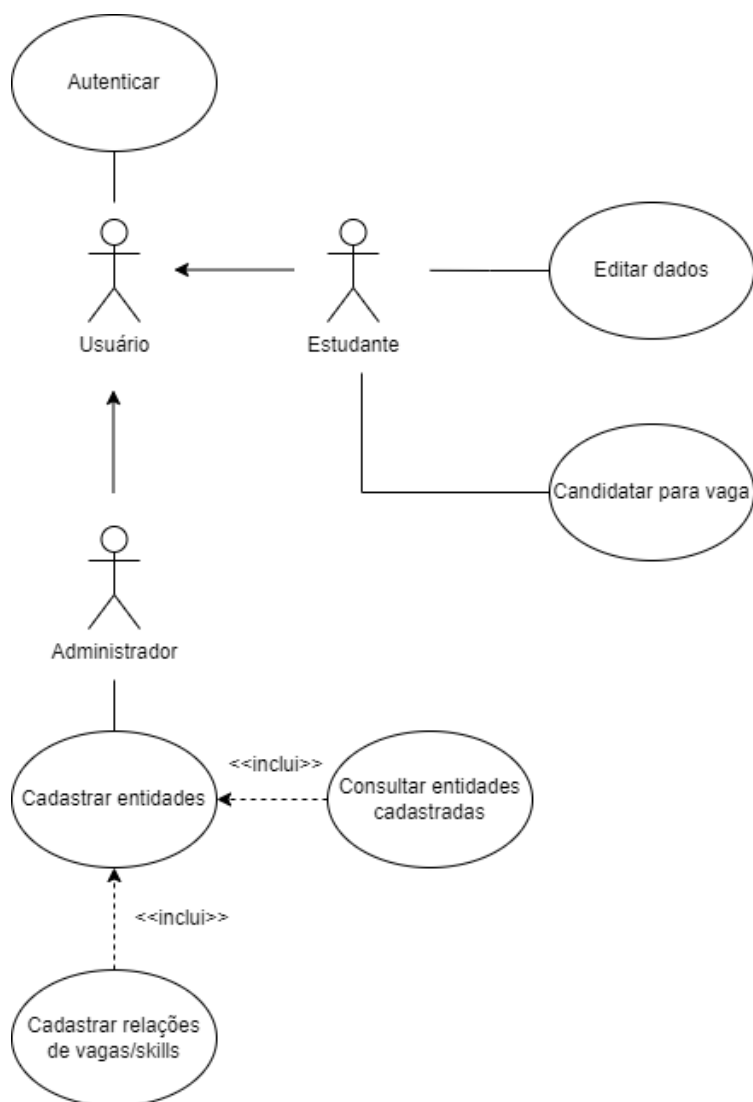 Autenticar
Usuário
Estudante
Editar dados
Candidatar para vaga
Administrador
Cadastrar entidades
<<inclui>>
Consultar entidades
cadastradas
<<inclui>>
Cadastrar relações
de vagas/skills